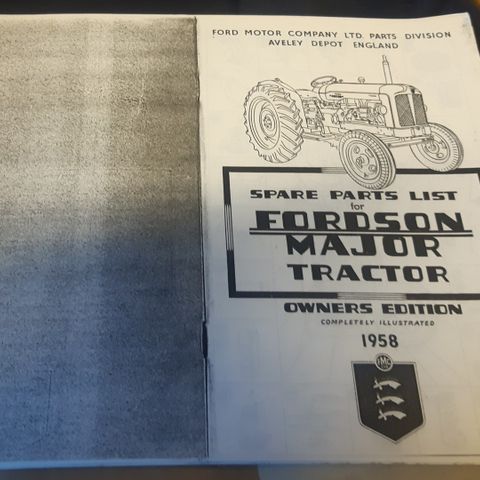 FORD MOTOR COMPANY LTD. PARTS DIVISION
AVELEY DEPOT ENGLAND
SPARE PARTS LIST
for
FORDSON
MAJOR
TRACTOR
OWNERS EDITION
COMPLETELY ILLUSTRATED
1958
FMC